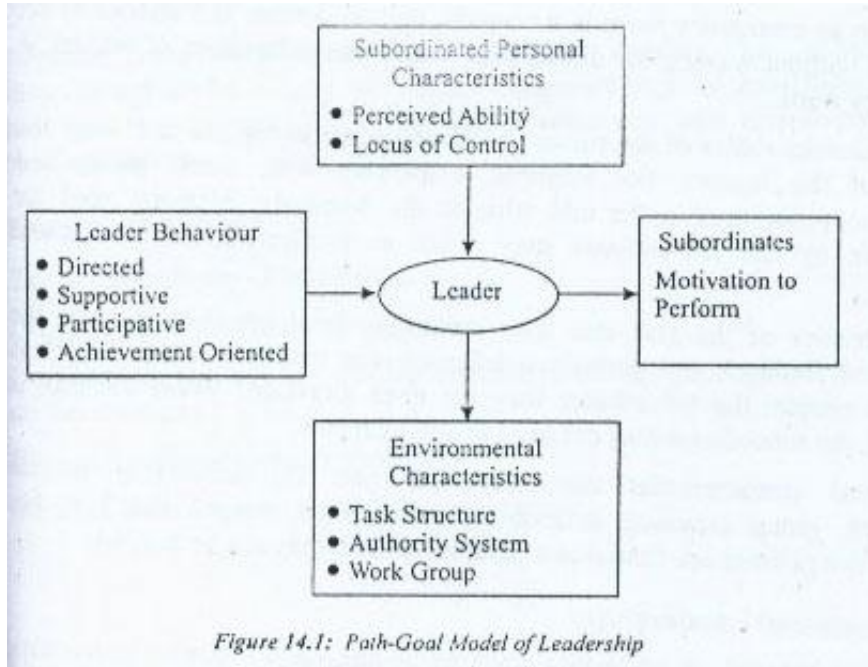 Subordinated Personal
Characteristics
● Perceived Ability
● Locus of Control
Leader Behaviour
● Directed
● Supportive
● Participative
● Achievement Oriented
Leader
Subordinates
Motivation to
Perform
Environmental
Characteristics
● Task Structure
● Authority System
● Work Group
Figure 14.1: Path-Goal Model of Leadership